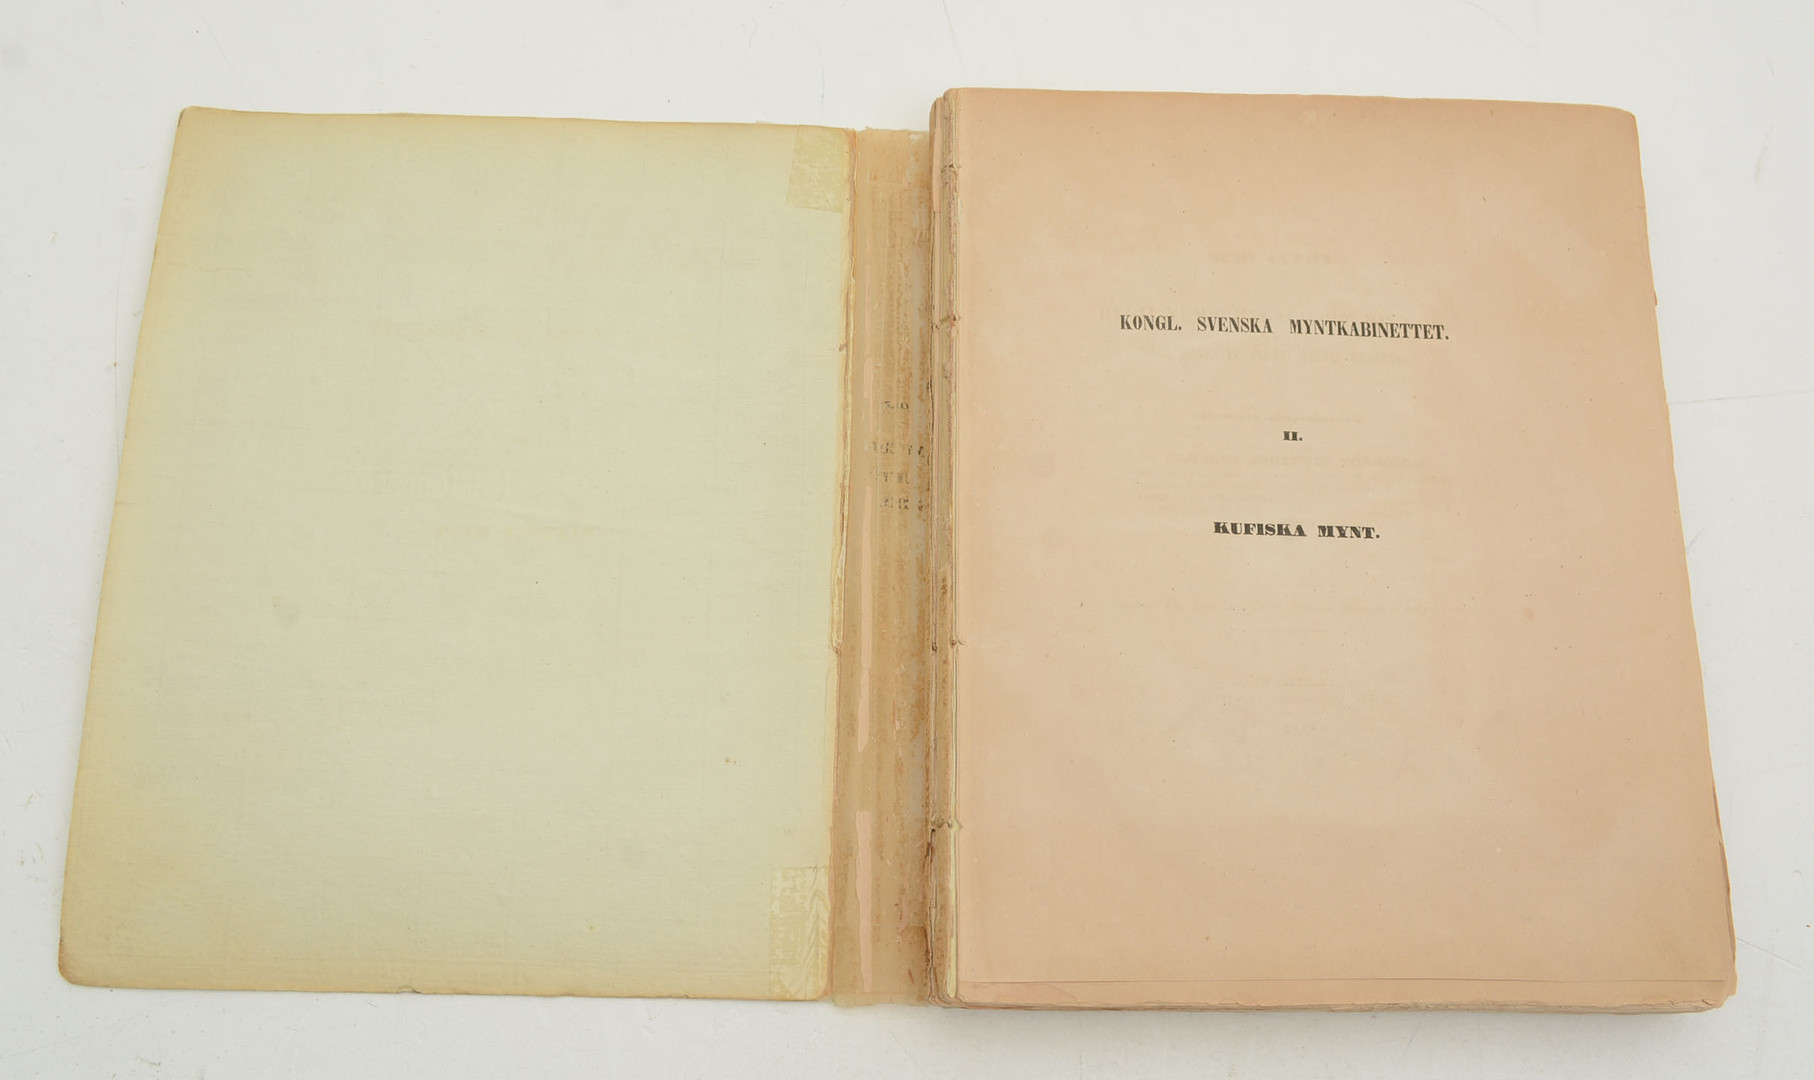 KONGL. SVENSKA MYNTKABINETTET.
II.
KUFISKA MYNT.